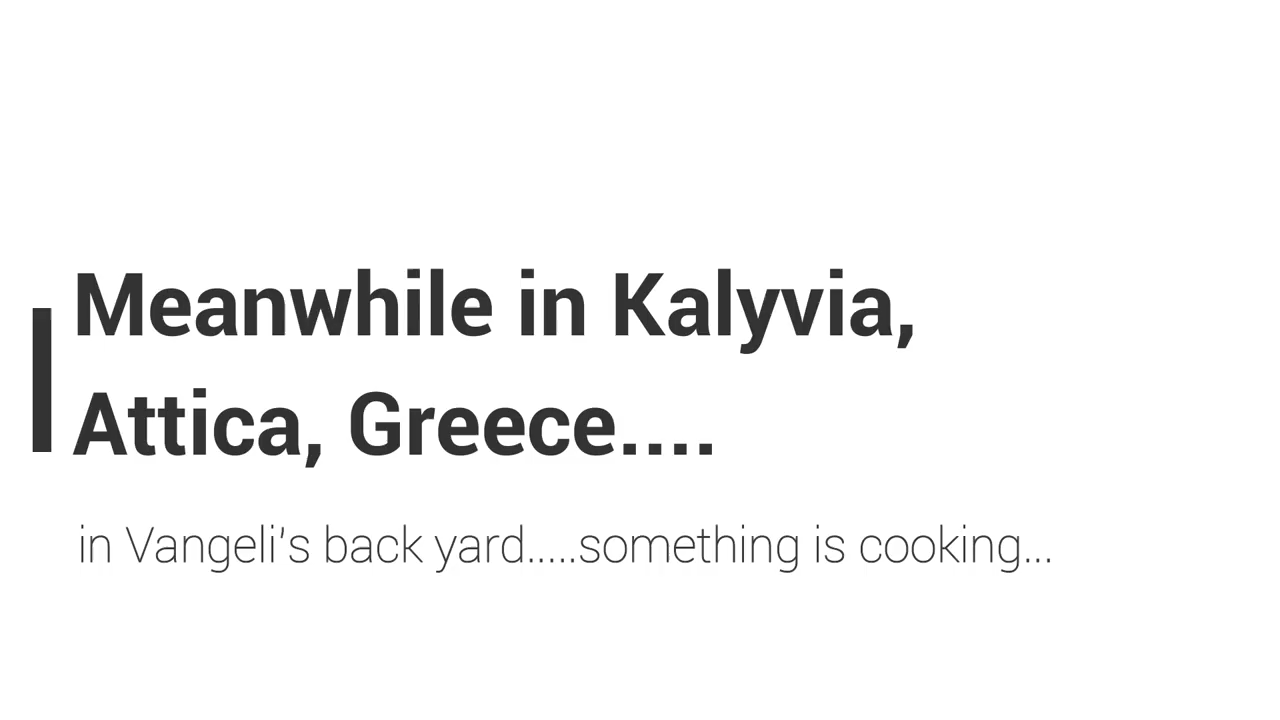 Meanwhile in Kalyvia,
Attica, Greece....
in Vangeli's back yard.....something is cooking...